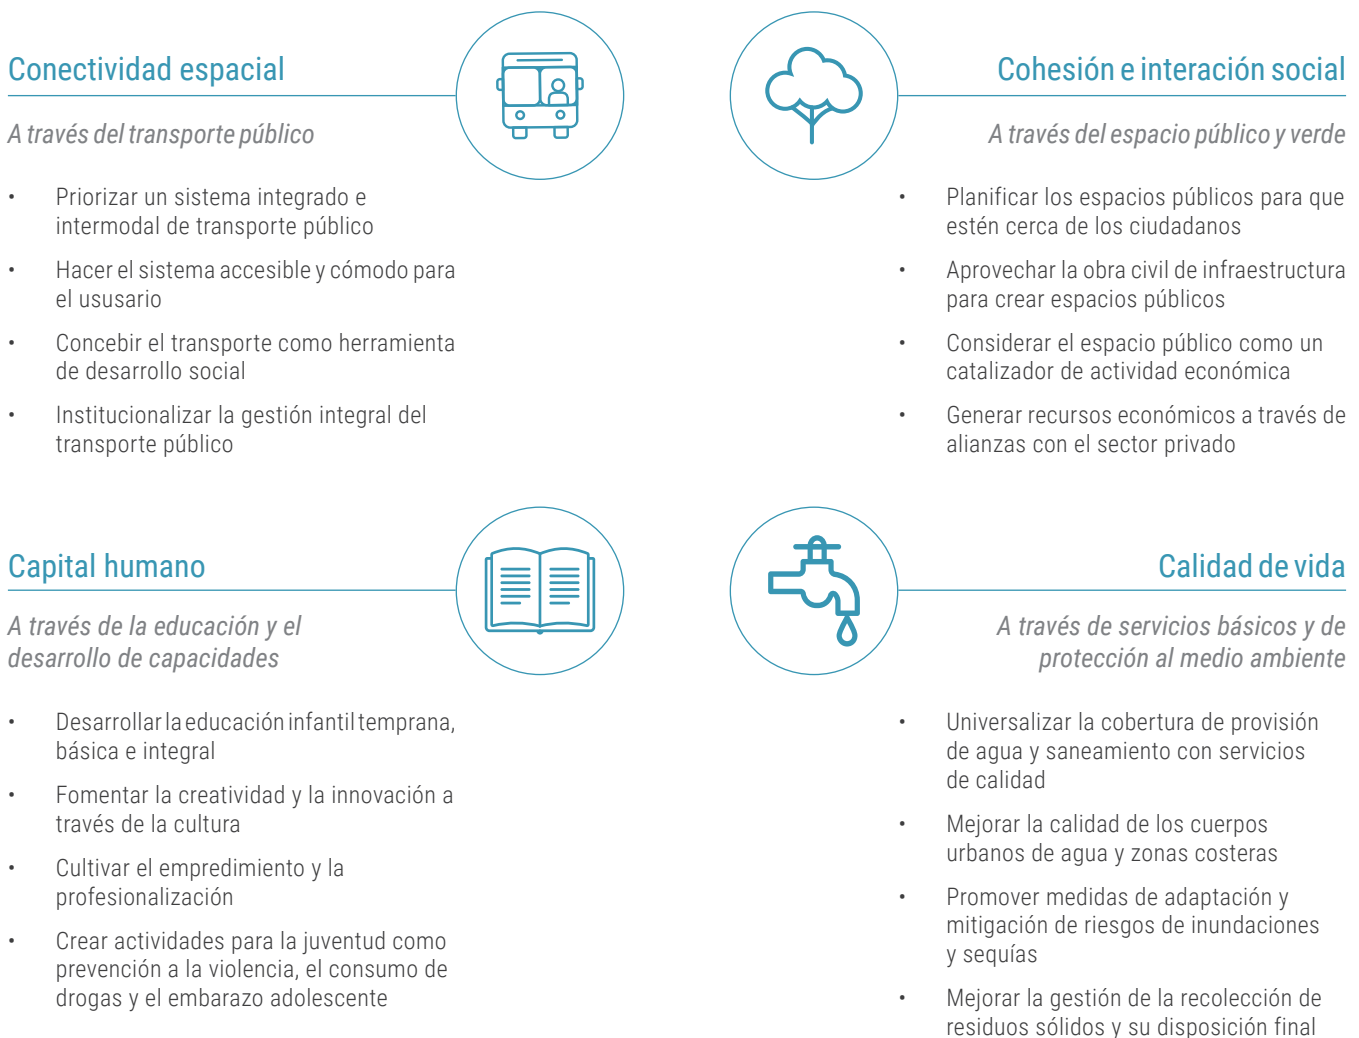 Conectividad espacial
A través del transporte público
• Priorizar un sistema integrado e
intermodal de transporte público
• Hacer el sistema accesible y cómodo para
el ususario
• Concebir el transporte como herramienta
de desarrollo social
• Institucionalizar la gestión integral del
transporte público
Cohesión e interación social
A través del espacio público y verde
• Planificar los espacios públicos para que
estén cerca de los ciudadanos
• Aprovechar la obra civil de infraestructura
para crear espacios públicos
• Considerar el espacio público como un
catalizador de actividad económica
• Generar recursos económicos a través de
alianzas con el sector privado
Capital humano
A través de la educación y el
desarrollo de capacidades
• Desarrollar la educación infantil temprana,
básica e integral
• Fomentar la creatividad y la innovación a
través de la cultura
• Cultivar el empredimiento y la
profesionalización
• Crear actividades para la juventud como
prevención a la violencia, el consumo de
drogas y el embarazo adolescente
Calidad de vida
A través de servicios básicos y de
protección al medio ambiente
• Universalizar la cobertura de provisión
de agua y saneamiento con servicios
de calidad
• Mejorar la calidad de los cuerpos
urbanos de agua y zonas costeras
• Promover medidas de adaptación y
mitigación de riesgos de inundaciones
y sequías
• Mejorar la gestión de la recolección de
residuos sólidos y su disposición final